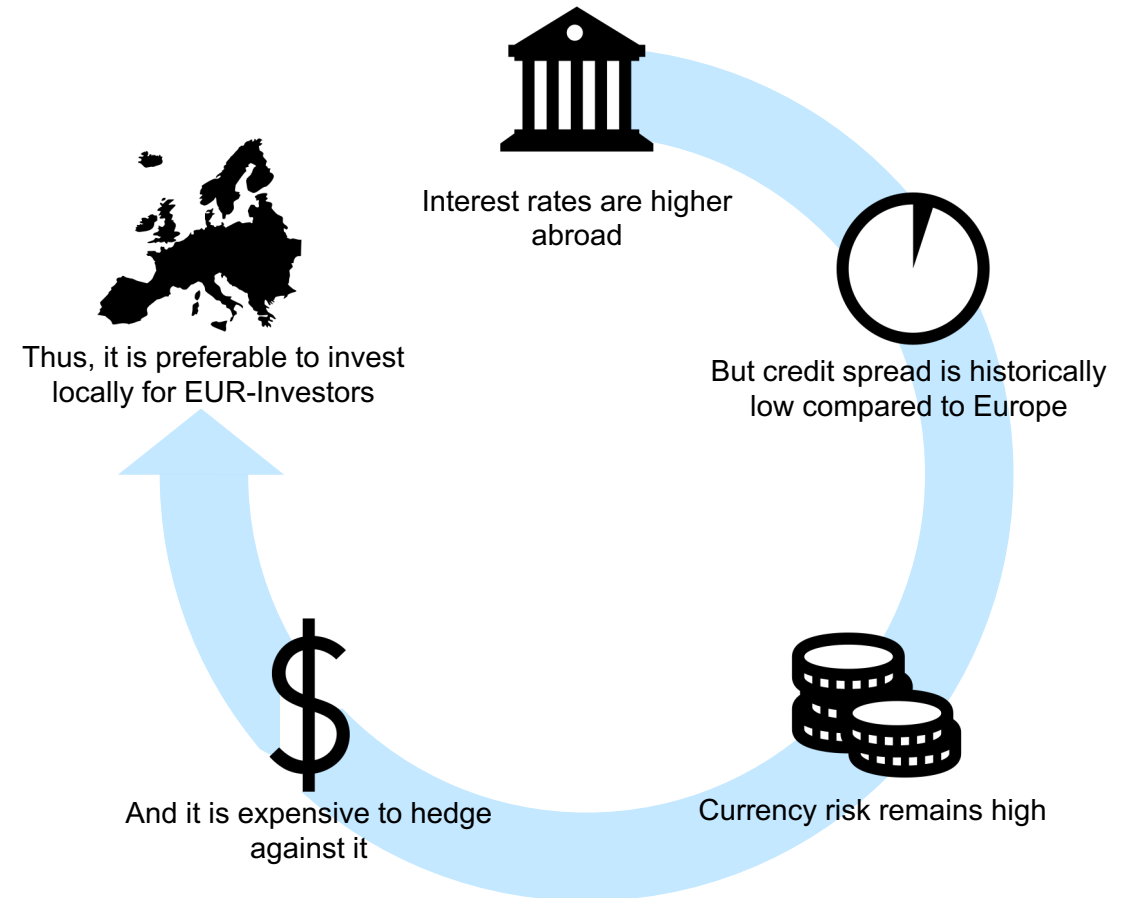 Interest rates are higher
abroad
But credit spread is historically
low compared to Europe
Currency risk remains high
And it is expensive to hedge
against it
Thus, it is preferable to invest
locally for EUR-Investors